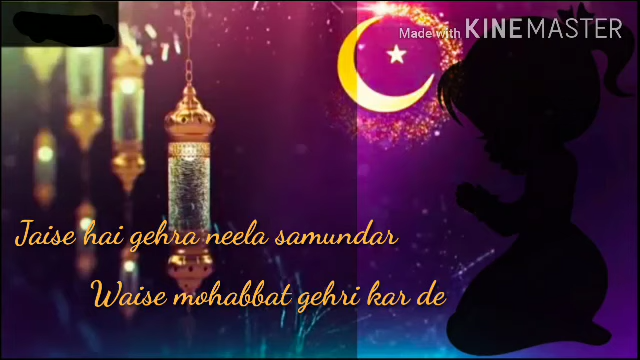 Made with KINEMASTER
Jaise hai gehra neela samundar
Waise mohabbat gehri kar de